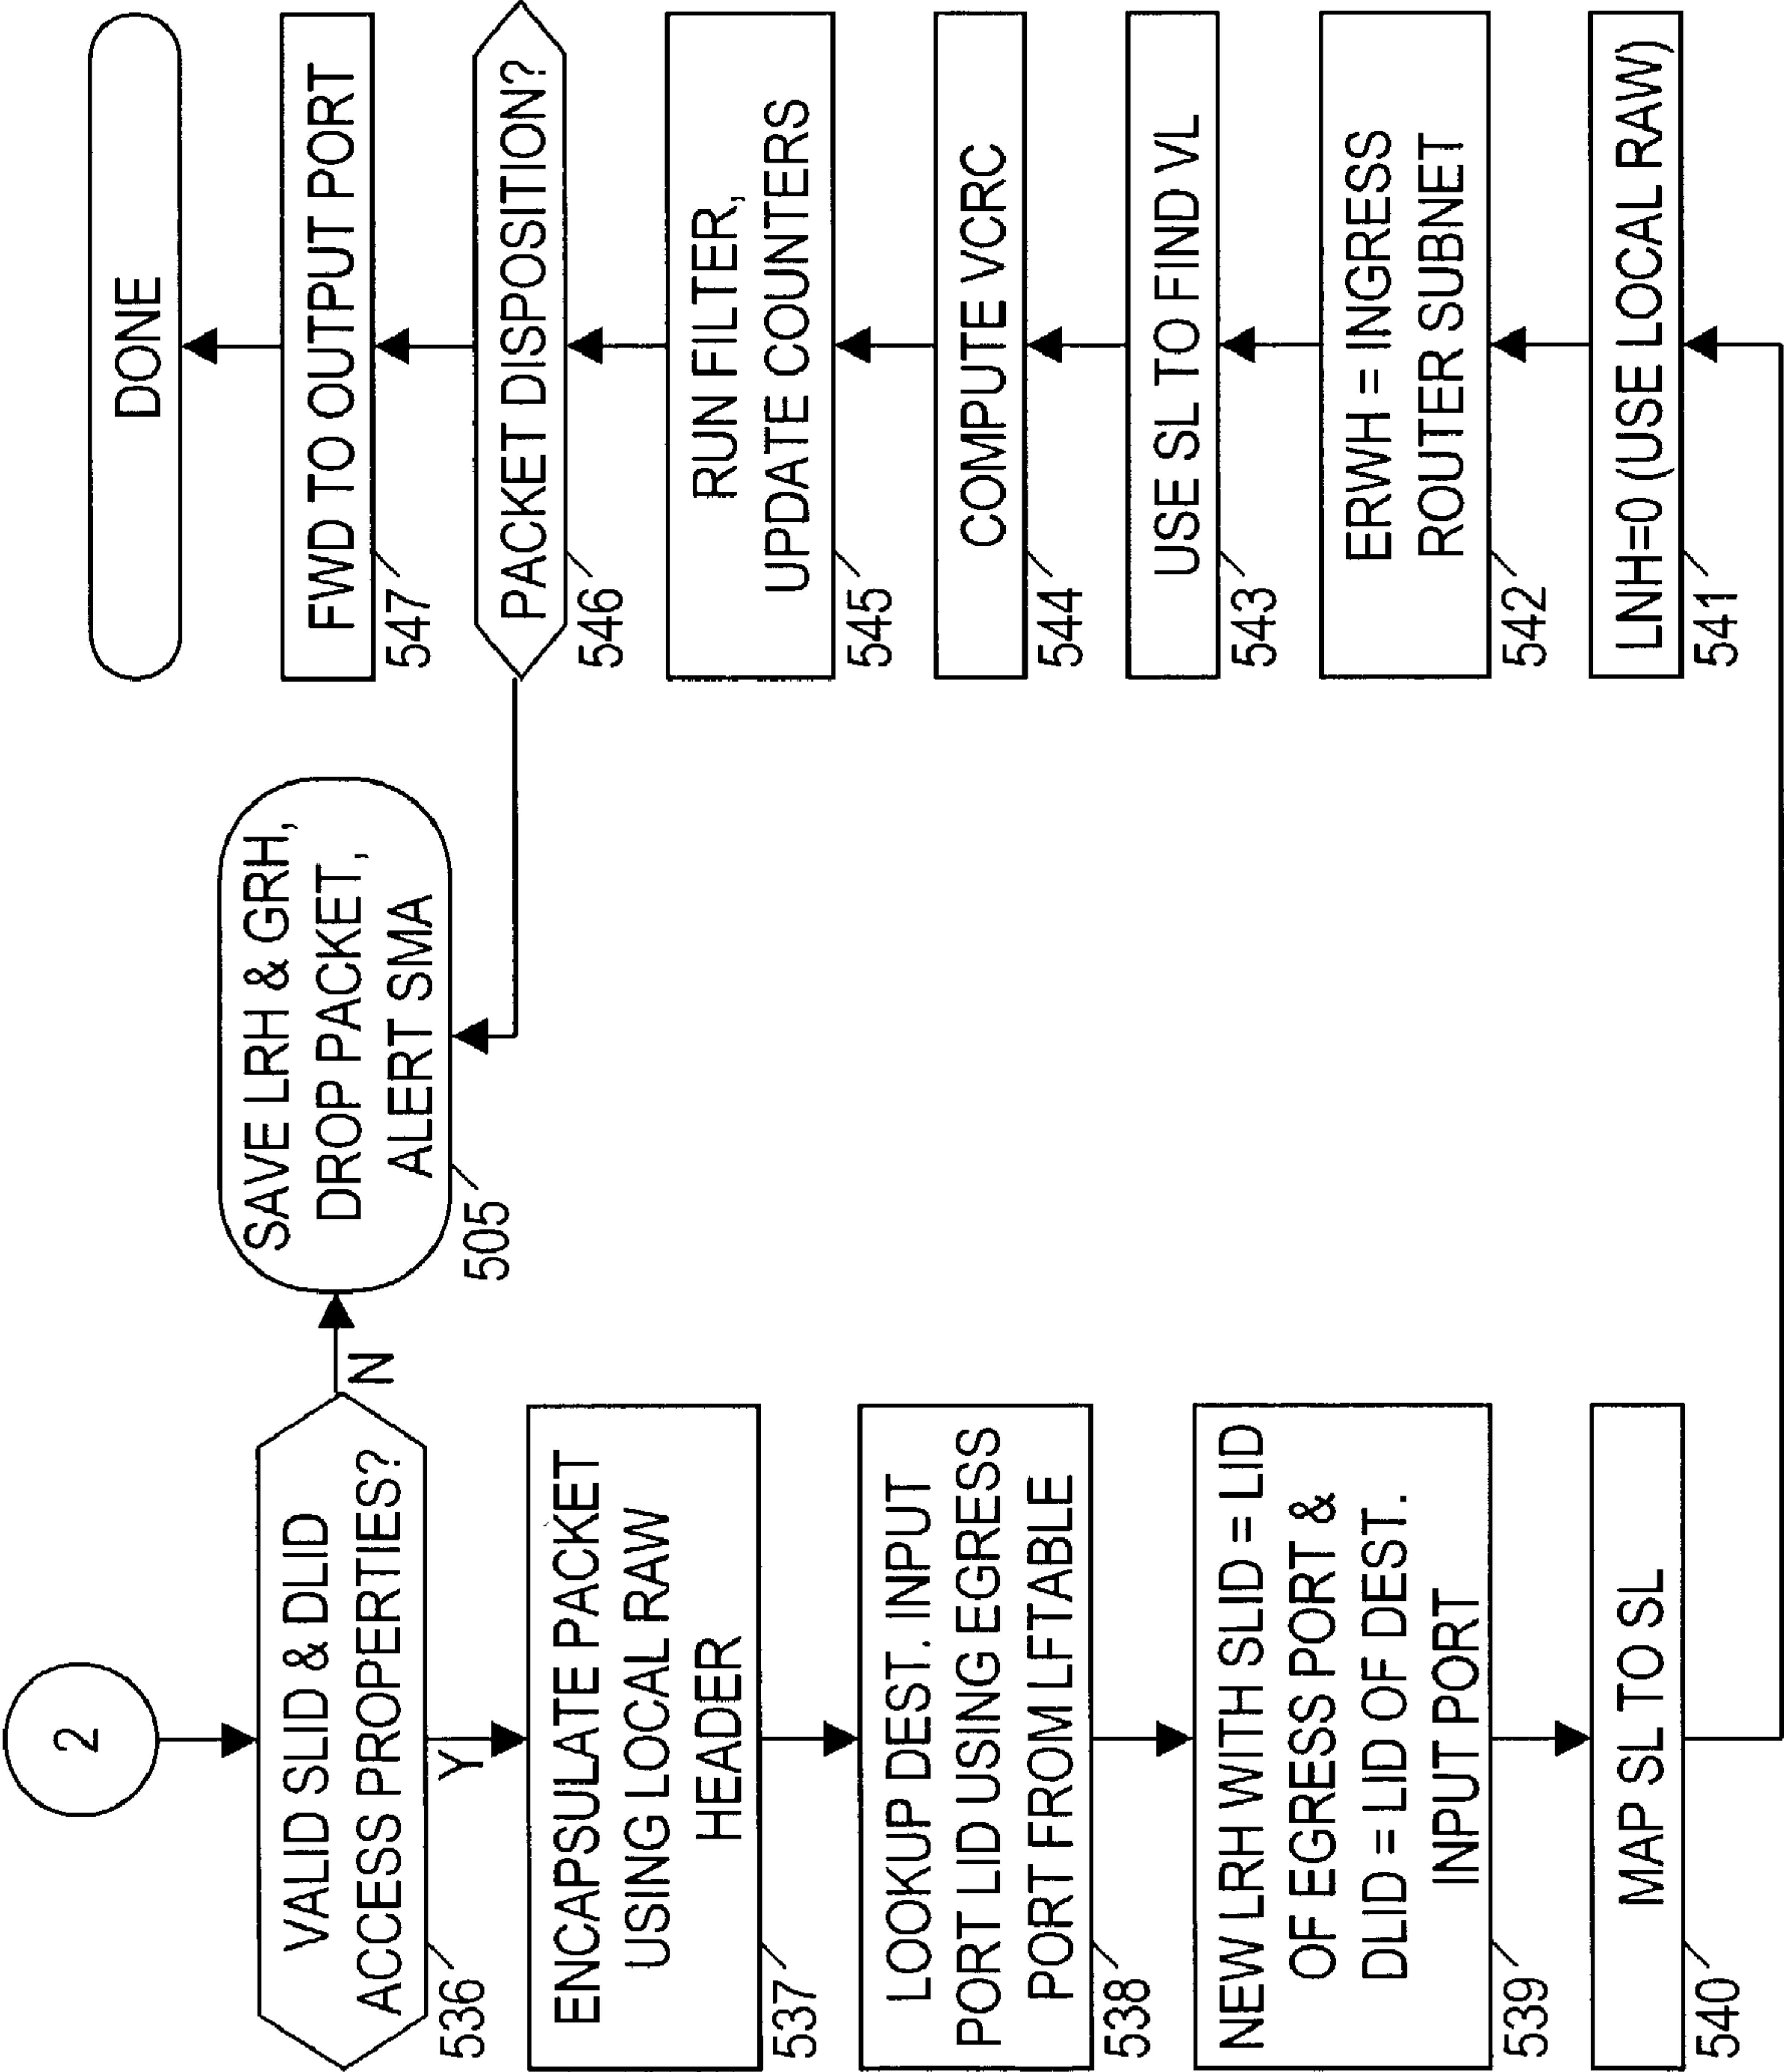 2
VALID SLID & DLID
ACCESS PROPERTIES?
536
N
Y
SAVE LRH & GRH,
DROP PACKET,
ALERT SMA
505
ENCAPSULATE PACKET
USING LOCAL RAW
HEADER
537
LOOKUP DEST. INPUT
PORT LID USING EGRESS
PORT FROM LFTABLE
538
NEW LRH WITH SLID = LID
OF EGRESS PORT &
DLID = LID OF DEST.
INPUT PORT
539
MAP SL TO SL
540
LNH=0 (USE LOCAL RAW)
541
ERWH = INGRESS
ROUTER SUBNET
542
USE SL TO FIND VL
543
COMPUTE VCRC
544
RUN FILTER,
UPDATE COUNTERS
545
PACKET DISPOSITION?
546
FWD TO OUTPUT PORT
547
DONE